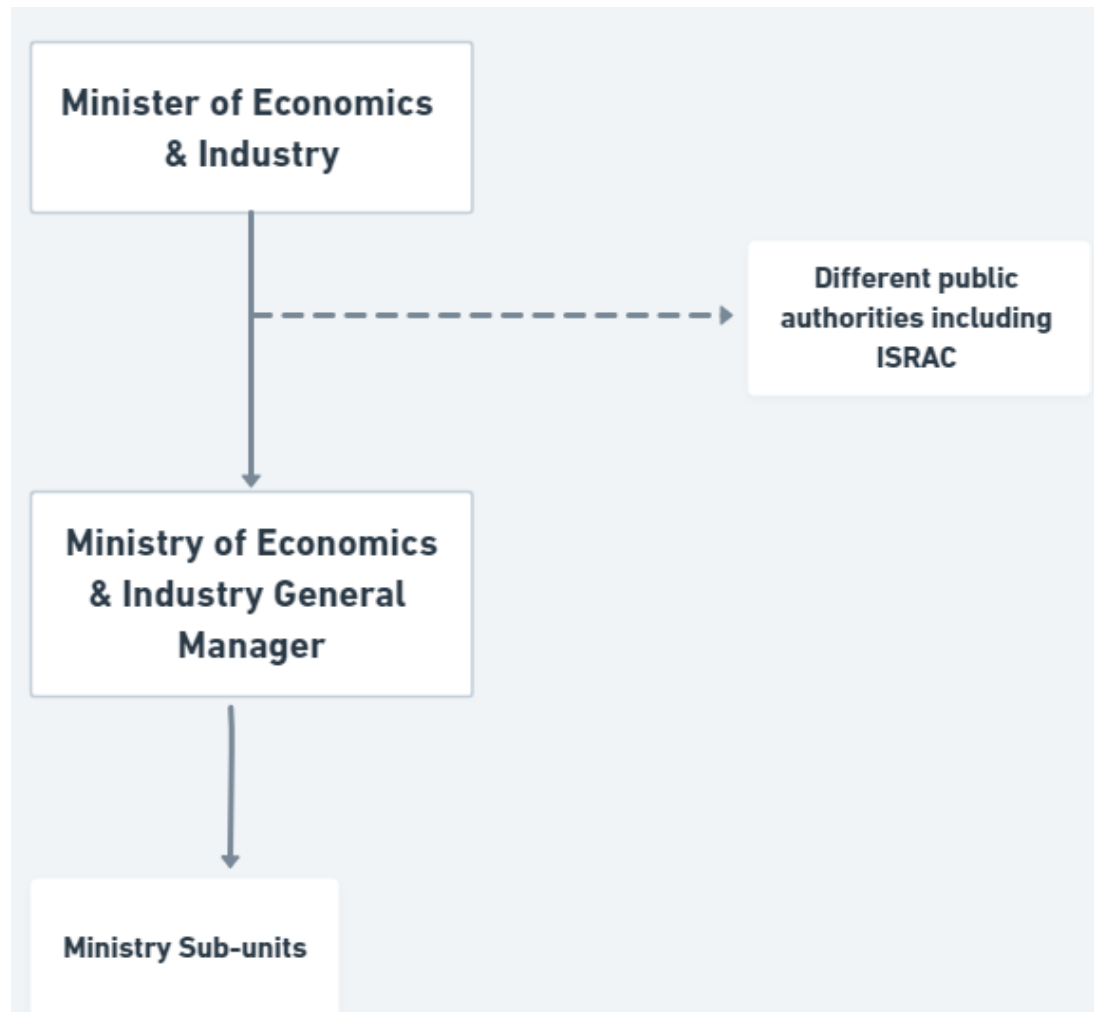 Minister of Economics
& Industry
Different public
authorities including
ISRAC
Ministry of Economics
& Industry General
Manager
Ministry Sub-units